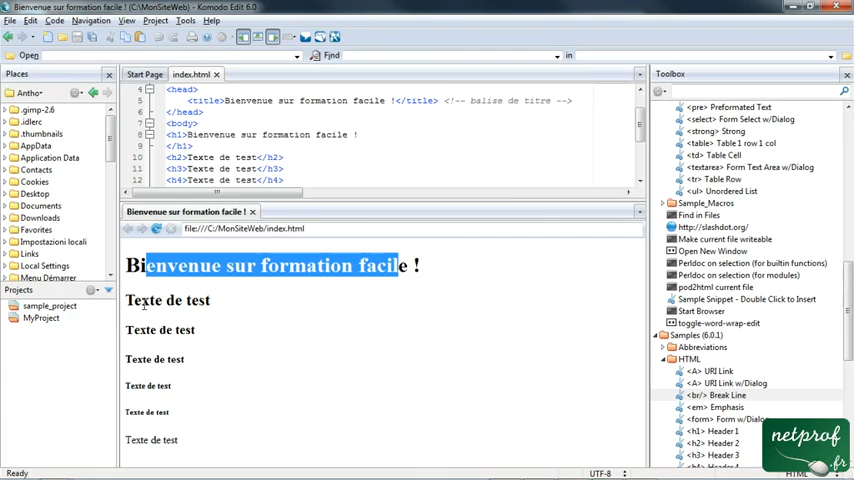 Bienvenue sur formation facile ! (C:\MonSiteWeb) - Komodo Edit 6.0
File Edit Code Navigation View Project Tools Help
Open Find in
Places
Antho
.gimp-2.6
.idlerc
.thumbnails
AppData
Application Data
Contacts
Cookies
Desktop
Documents
Downloads
Favorites
Impostazioni locali
Links
Local Settings
Menu Démarrer
Projects
sample_project
MyProject
Start Page index.html
4 <head>
5 <title>Bienvenue sur formation facile !</title> <!-- balise de titre -->
6 </head>
7 <body>
8 <h1>Bienvenue sur formation facile !
9 </h1>
10 <h2>Texte de test</h2>
11 <h3>Texte de test</h3>
12 <h4>Texte de test</h4>
Bienvenue sur formation facile !
file:///C:/MonSiteWeb/index.html
Bienvenue sur formation facile !
Texte de test
Texte de test
Texte de test
Texte de test
Texte de test
Texte de test
Toolbox
<pre> Preformated Text
<select> Form Select w/Dialog
<strong> Strong
<table> Table 1 row 1 col
<td> Table Cell
<textarea> Form Text Area w/Dialog
<tr> Table Row
<ul> Unordered List
Sample_Macros
Find in Files
http://slashdot.org/
Make current file writeable
Open New Window
Perldoc selection (for builtin functions)
Perldoc selection (for modules)
pod2html current file
Sample Snippet - Double Click to Insert
Start Browser
toggle-word-wrap-edit
Samples (6.0.1)
Abbreviations
HTML
<A> URI Link
<A> URI Link w/Dialog
<br/> Break Line
<em> Emphasis
<form> Form w/Dialog
<h1> Header 1
<h2> Header 2
<h3> Header 3
netprof
.fr
Ready UTF-8 HTML